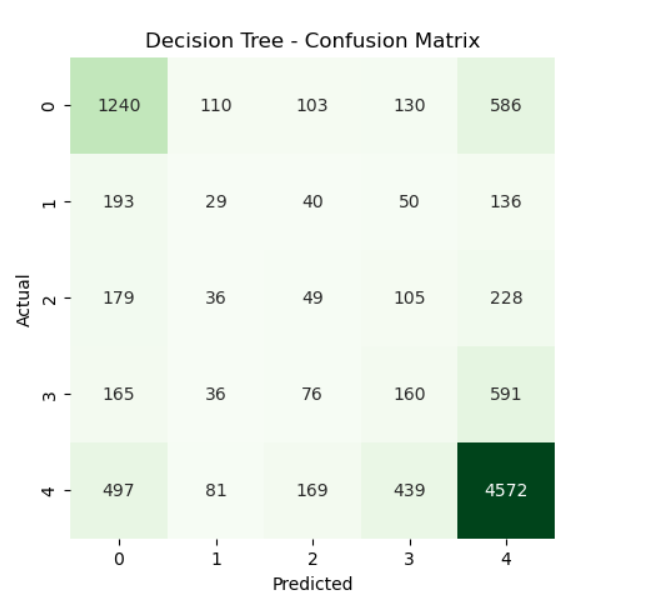 Decision Tree - Confusion Matrix
0 1240 110 103 130 586
1 193 29 40 50 136
2 179 36 49 105 228
3 165 36 76 160 591
4 497 81 169 439 4572
0 1 2 3 4
Predicted
Actual